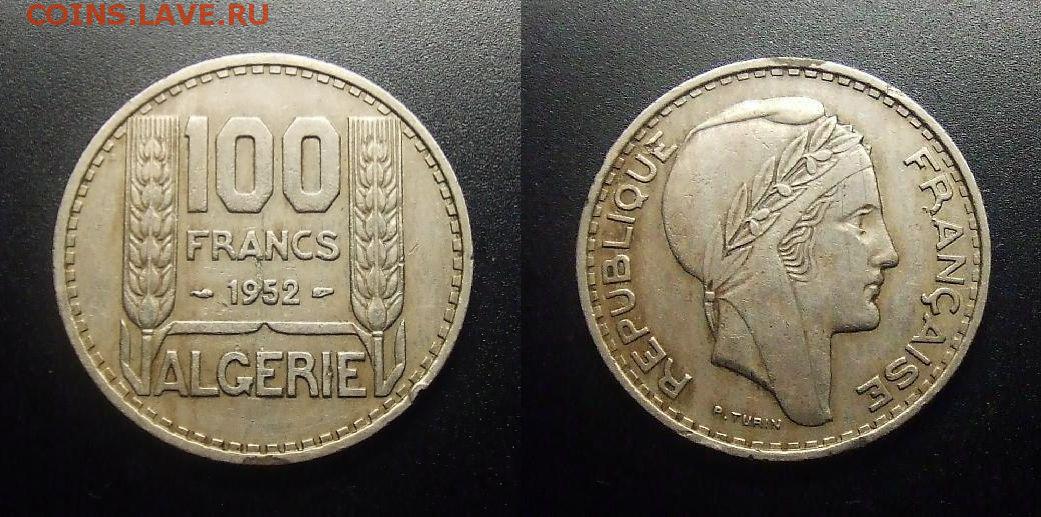 COINS.LAVE.RU
100
FRANCS
1952
ALGERIE
REPUBLIQUE FRANÇAISE
P. TURIN